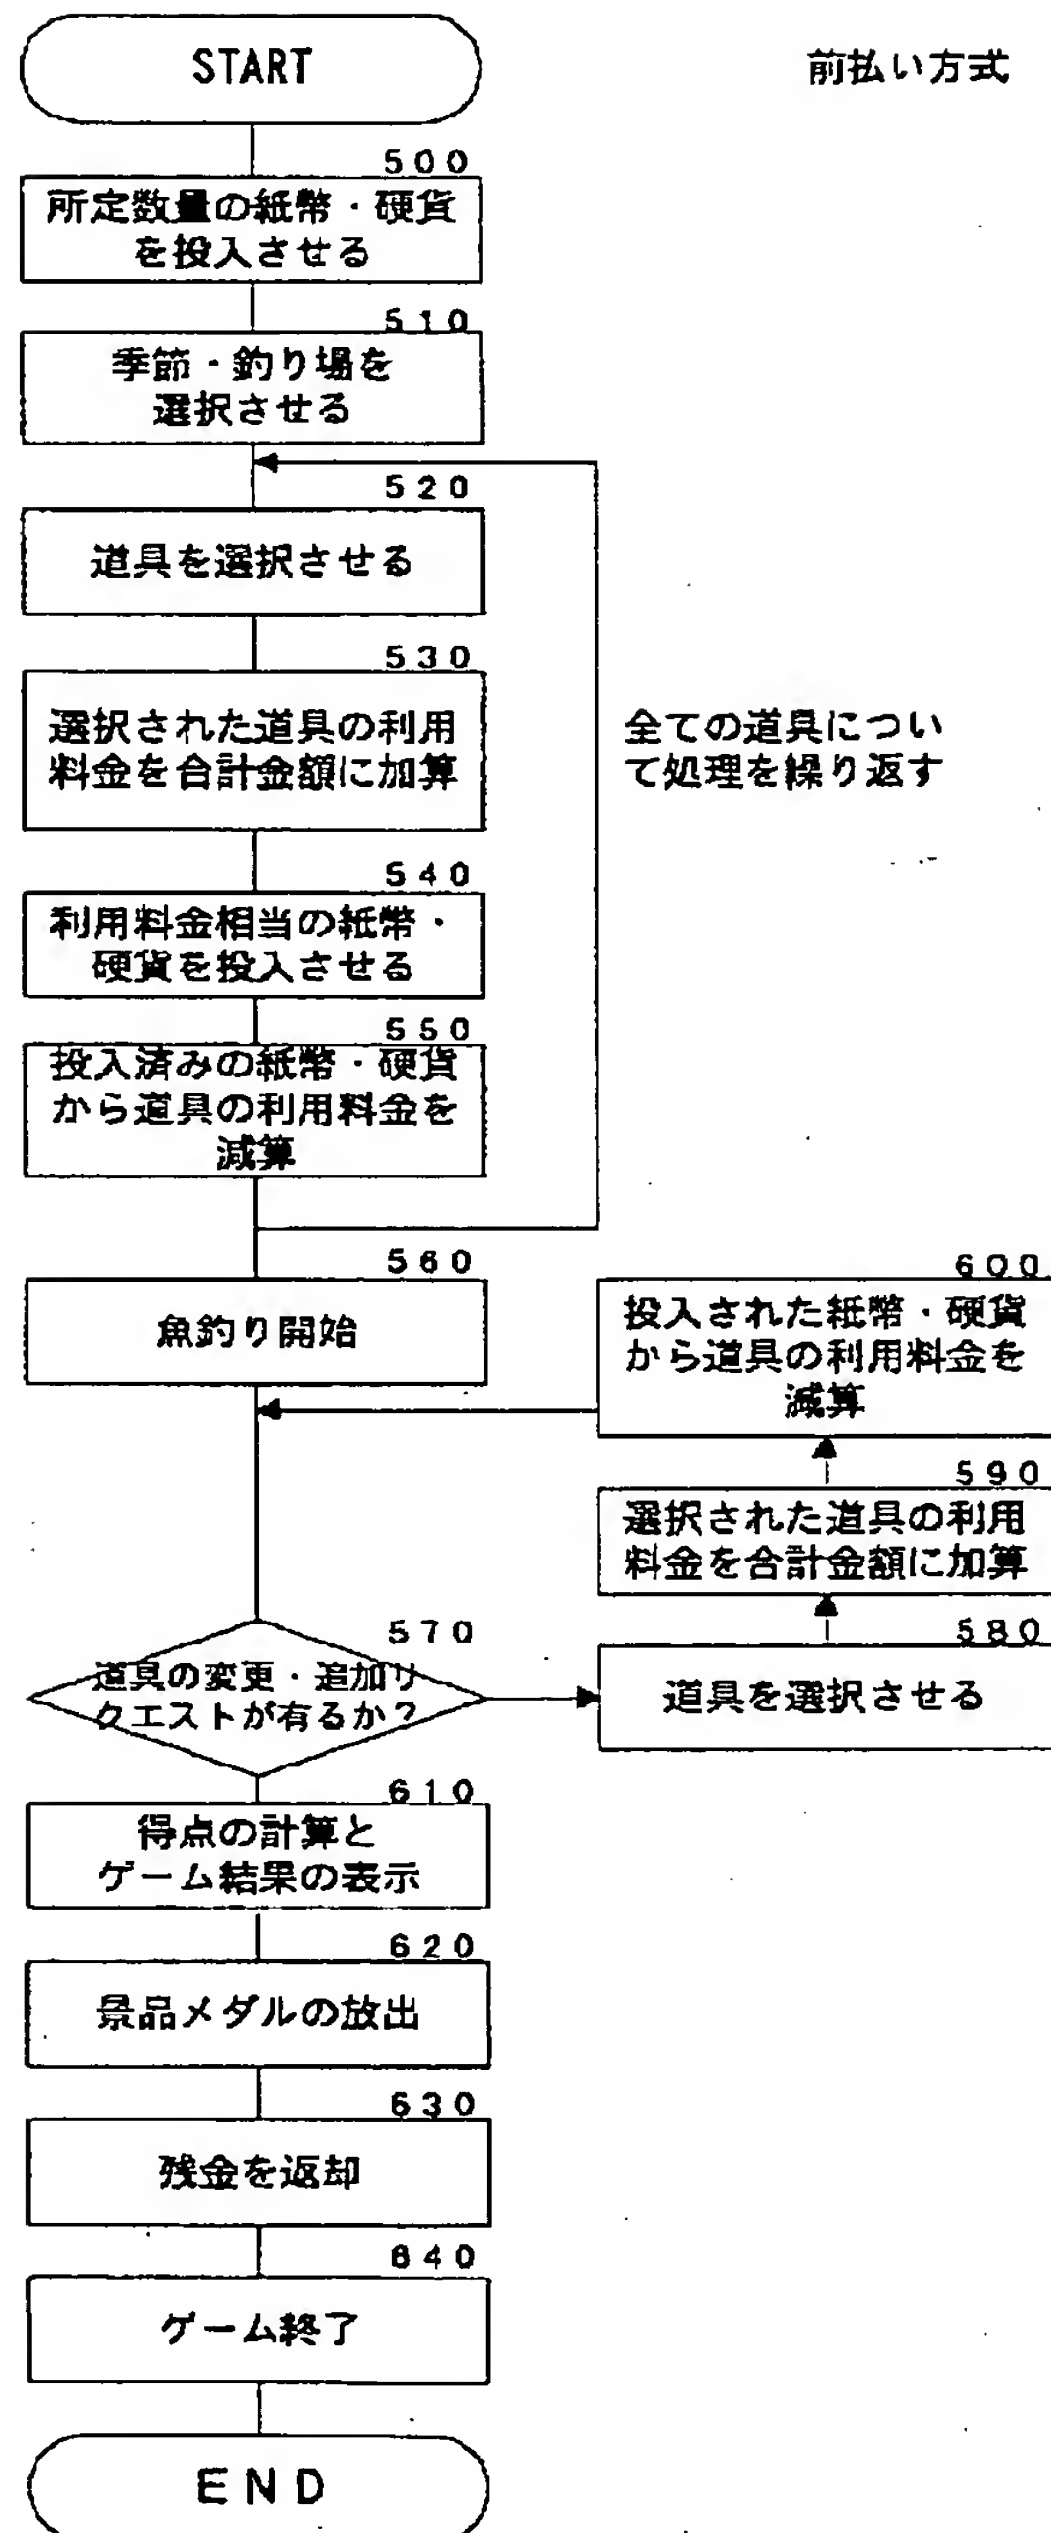 START
前払い方式
500
所定数量の紙幣・硬貨
を投入させる
510
季節・釣り場を
選択させる
520
道具を選択させる
530
選択された道具の利用
料金を合計金額に加算
全ての道具につい
て処理を繰り返す
540
利用料金相当の紙幣・
硬貨を投入させる
550
投入済みの紙幣・硬貨
から道具の利用料金を
減算
560
魚釣り開始
600
投入された紙幣・硬貨
から道具の利用料金を
減算
590
選択された道具の利用
料金を合計金額に加算
580
道具を選択させる
570
道具の変更・追加リ
クエストが有るか?
610
得点の計算と
ゲーム結果の表示
620
景品メダルの放出
630
残金を返却
640
ゲーム終了
END